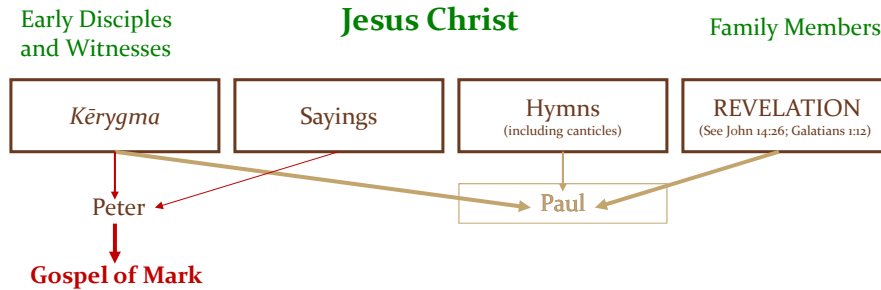 Early Disciples
and Witnesses
Jesus Christ
Family Members
Kērygma
Sayings
Hymns
(including canticles)
REVELATION
(See John 14:26; Galatians 1:12)
Peter
Paul
Gospel of Mark